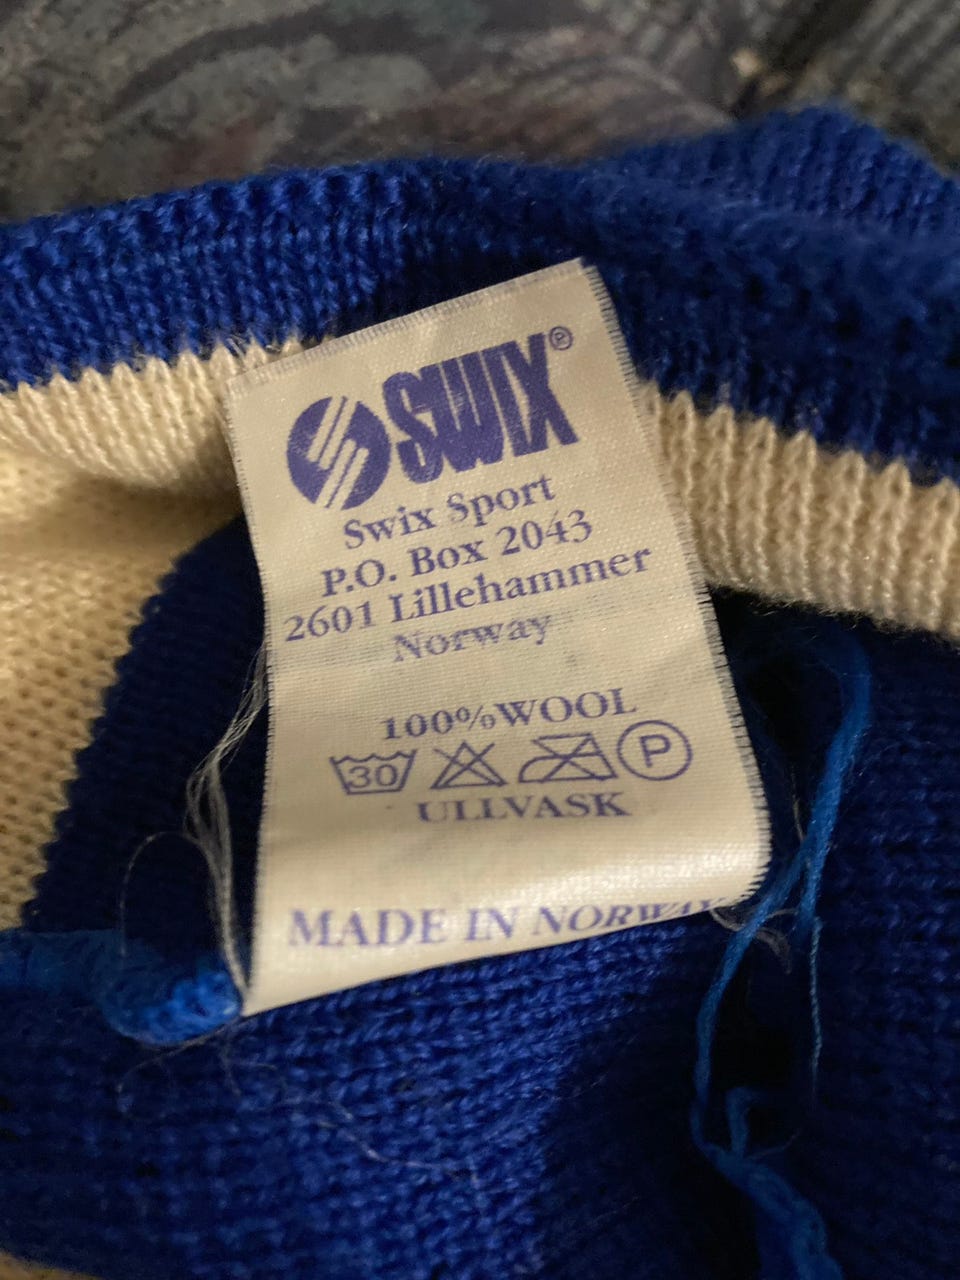 SWIX®
Swix Sport
P.O. Box 2043
2601 Lillehammer
Norway
100%WOOL
30 P
ULLVASK
MADE IN NORWAY